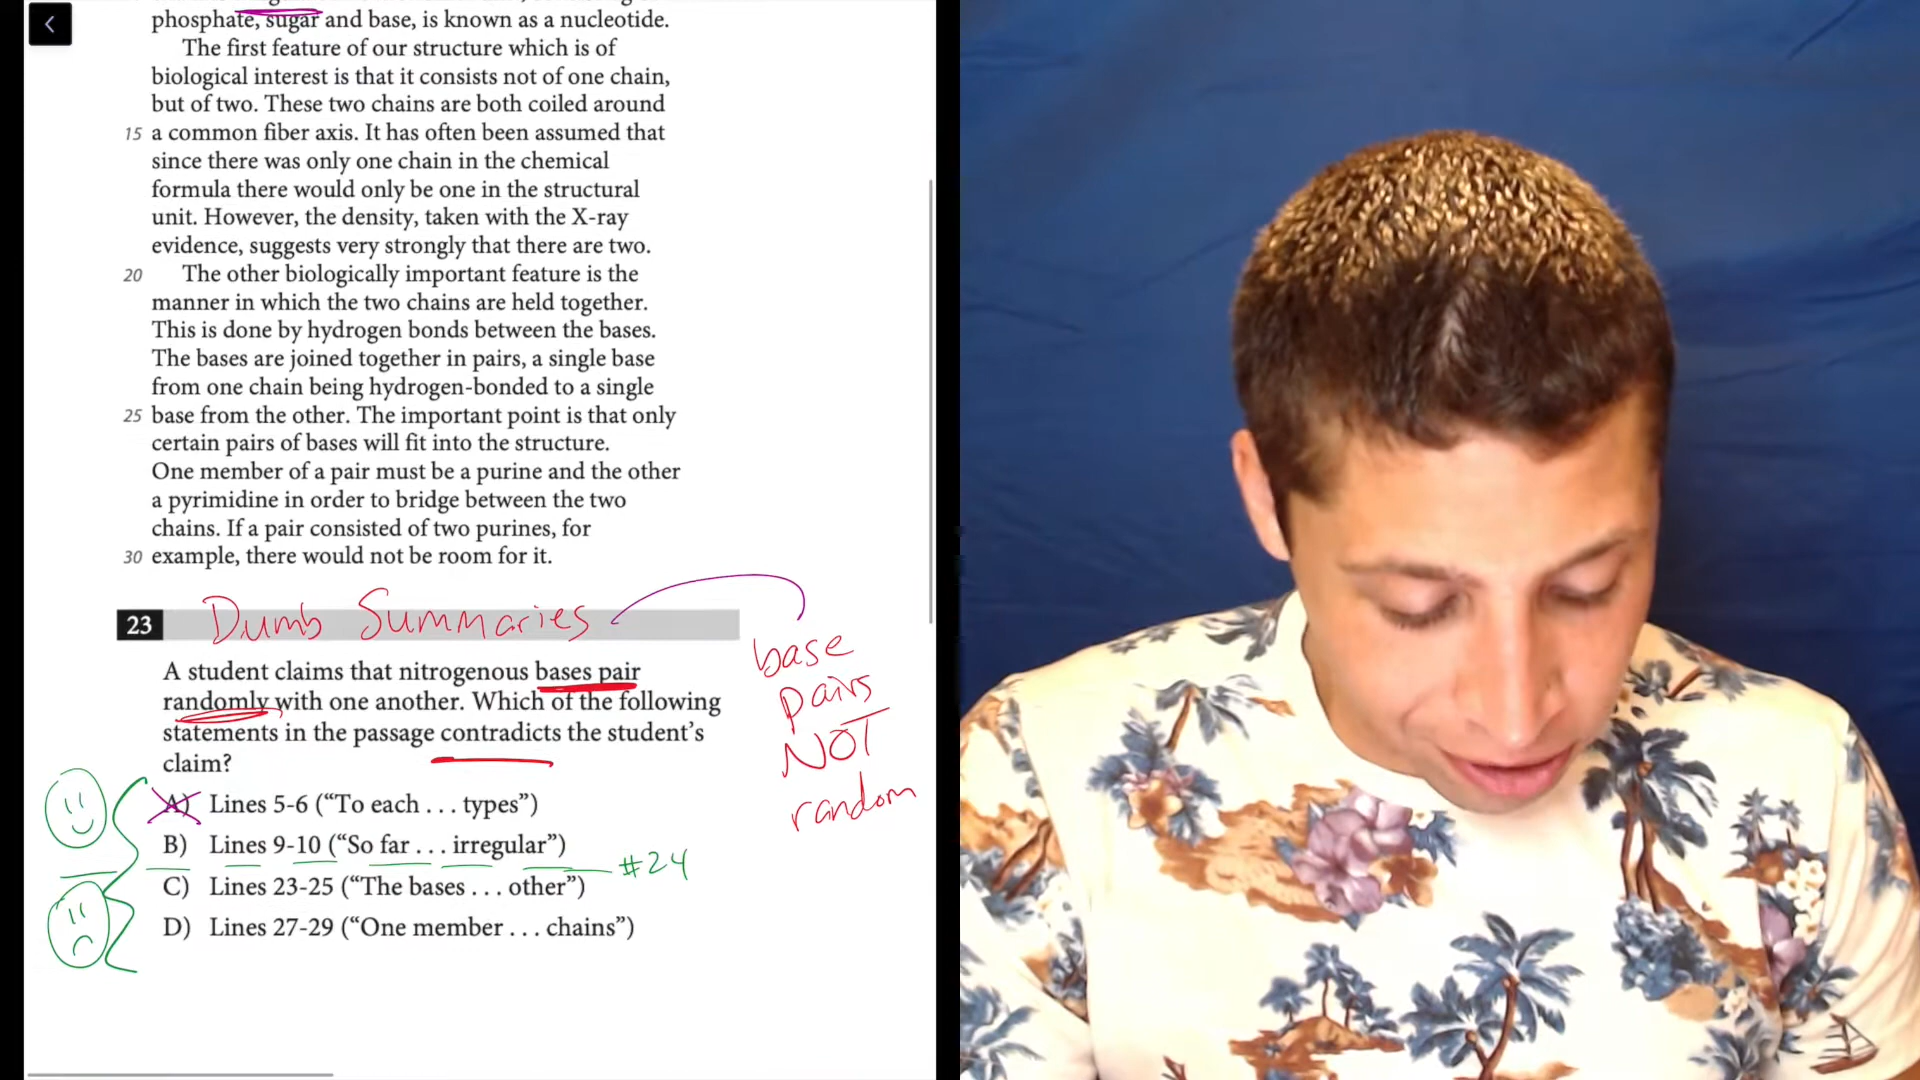 phosphate, sugar and base, is known as a nucleotide.
The first feature of our structure which is of
biological interest is that it consists not of one chain,
but of two. These two chains are both coiled around
15 a common fiber axis. It has often been assumed that
since there was only one chain in the chemical
formula there would only be one in the structural
unit. However, the density, taken with the X-ray
evidence, suggests very strongly that there are two.
20 The other biologically important feature is the
manner in which the two chains are held together.
This is done by hydrogen bonds between the bases.
The bases are joined together in pairs, a single base
from one chain being hydrogen-bonded to a single
25 base from the other. The important point is that only
certain pairs of bases will fit into the structure.
One member of a pair must be a purine and the other
a pyrimidine in order to bridge between the two
chains. If a pair consisted of two purines, for
30 example, there would not be room for it.
23 Dumb Summaries
A student claims that nitrogenous bases pair
randomly with one another. Which of the following
statements in the passage contradicts the student's
claim?
A) Lines 5-6 (“To each . . . types”)
B) Lines 9-10 (“So far . . . irregular”)
#24
C) Lines 23-25 (“The bases . . . other”)
D) Lines 27-29 (“One member . . . chains”)
base
pairs
NOT
random